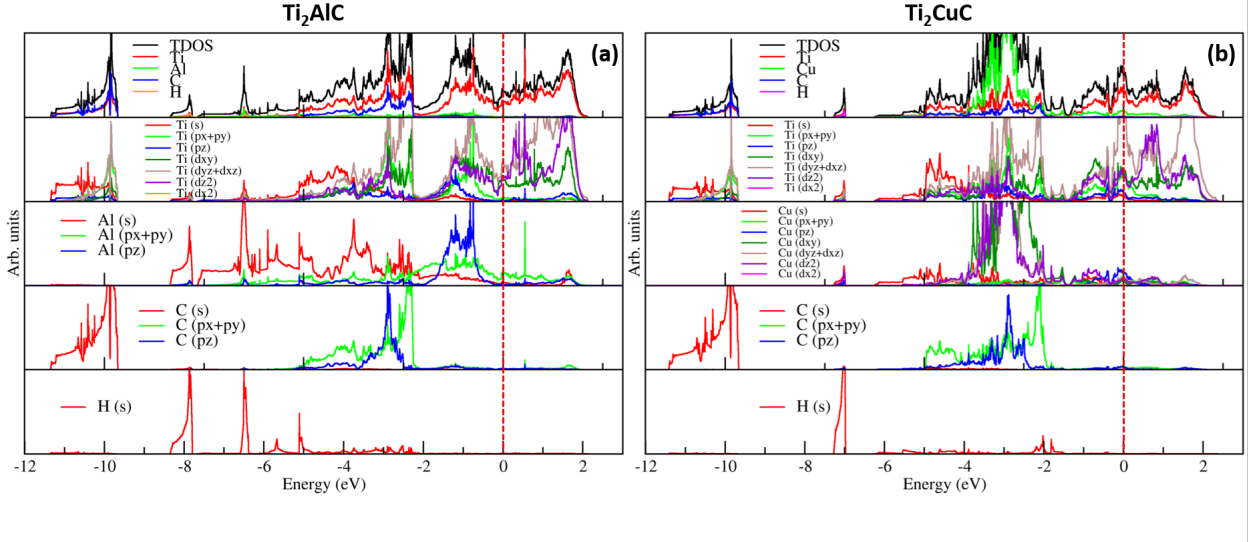 Ti2AlC
Ti2CuC
(a)
TDOS
Ti
Al
C
H
Ti (s)
Ti (px+py)
Ti (pz)
Ti (dxy)
Ti (dyz+dxz)
Ti (dz2)
Ti (dx2)
Al (s)
Al (px+py)
Al (pz)
C (s)
C (px+py)
C (pz)
H (s)
Arb. units
-12 -10 -8 -6 -4 -2 0 2
Energy (eV)
(b)
TDOS
Ti
Cu
C
H
Ti (s)
Ti (px+py)
Ti (pz)
Ti (dxy)
Ti (dyz+dxz)
Ti (dz2)
Ti (dx2)
Cu (s)
Cu (px+py)
Cu (pz)
Cu (dxy)
Cu (dyz+dxz)
Cu (dz2)
Cu (dx2)
C (s)
C (px+py)
C (pz)
H (s)
Arb. units
-12 -10 -8 -6 -4 -2 0 2
Energy (eV)